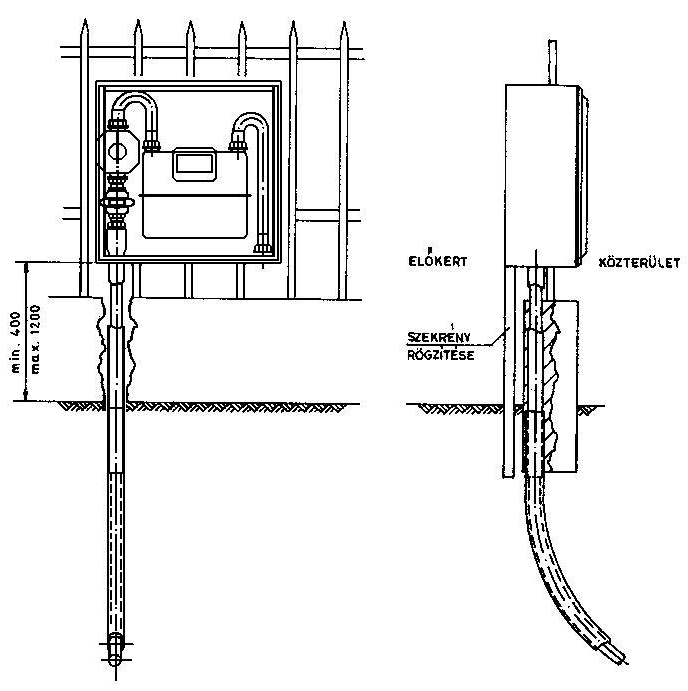 min. 400
max. 1200
ELŐKERT
KÖZTERÜLET
SZEKRÉNY
RÖGZÍTÉSE